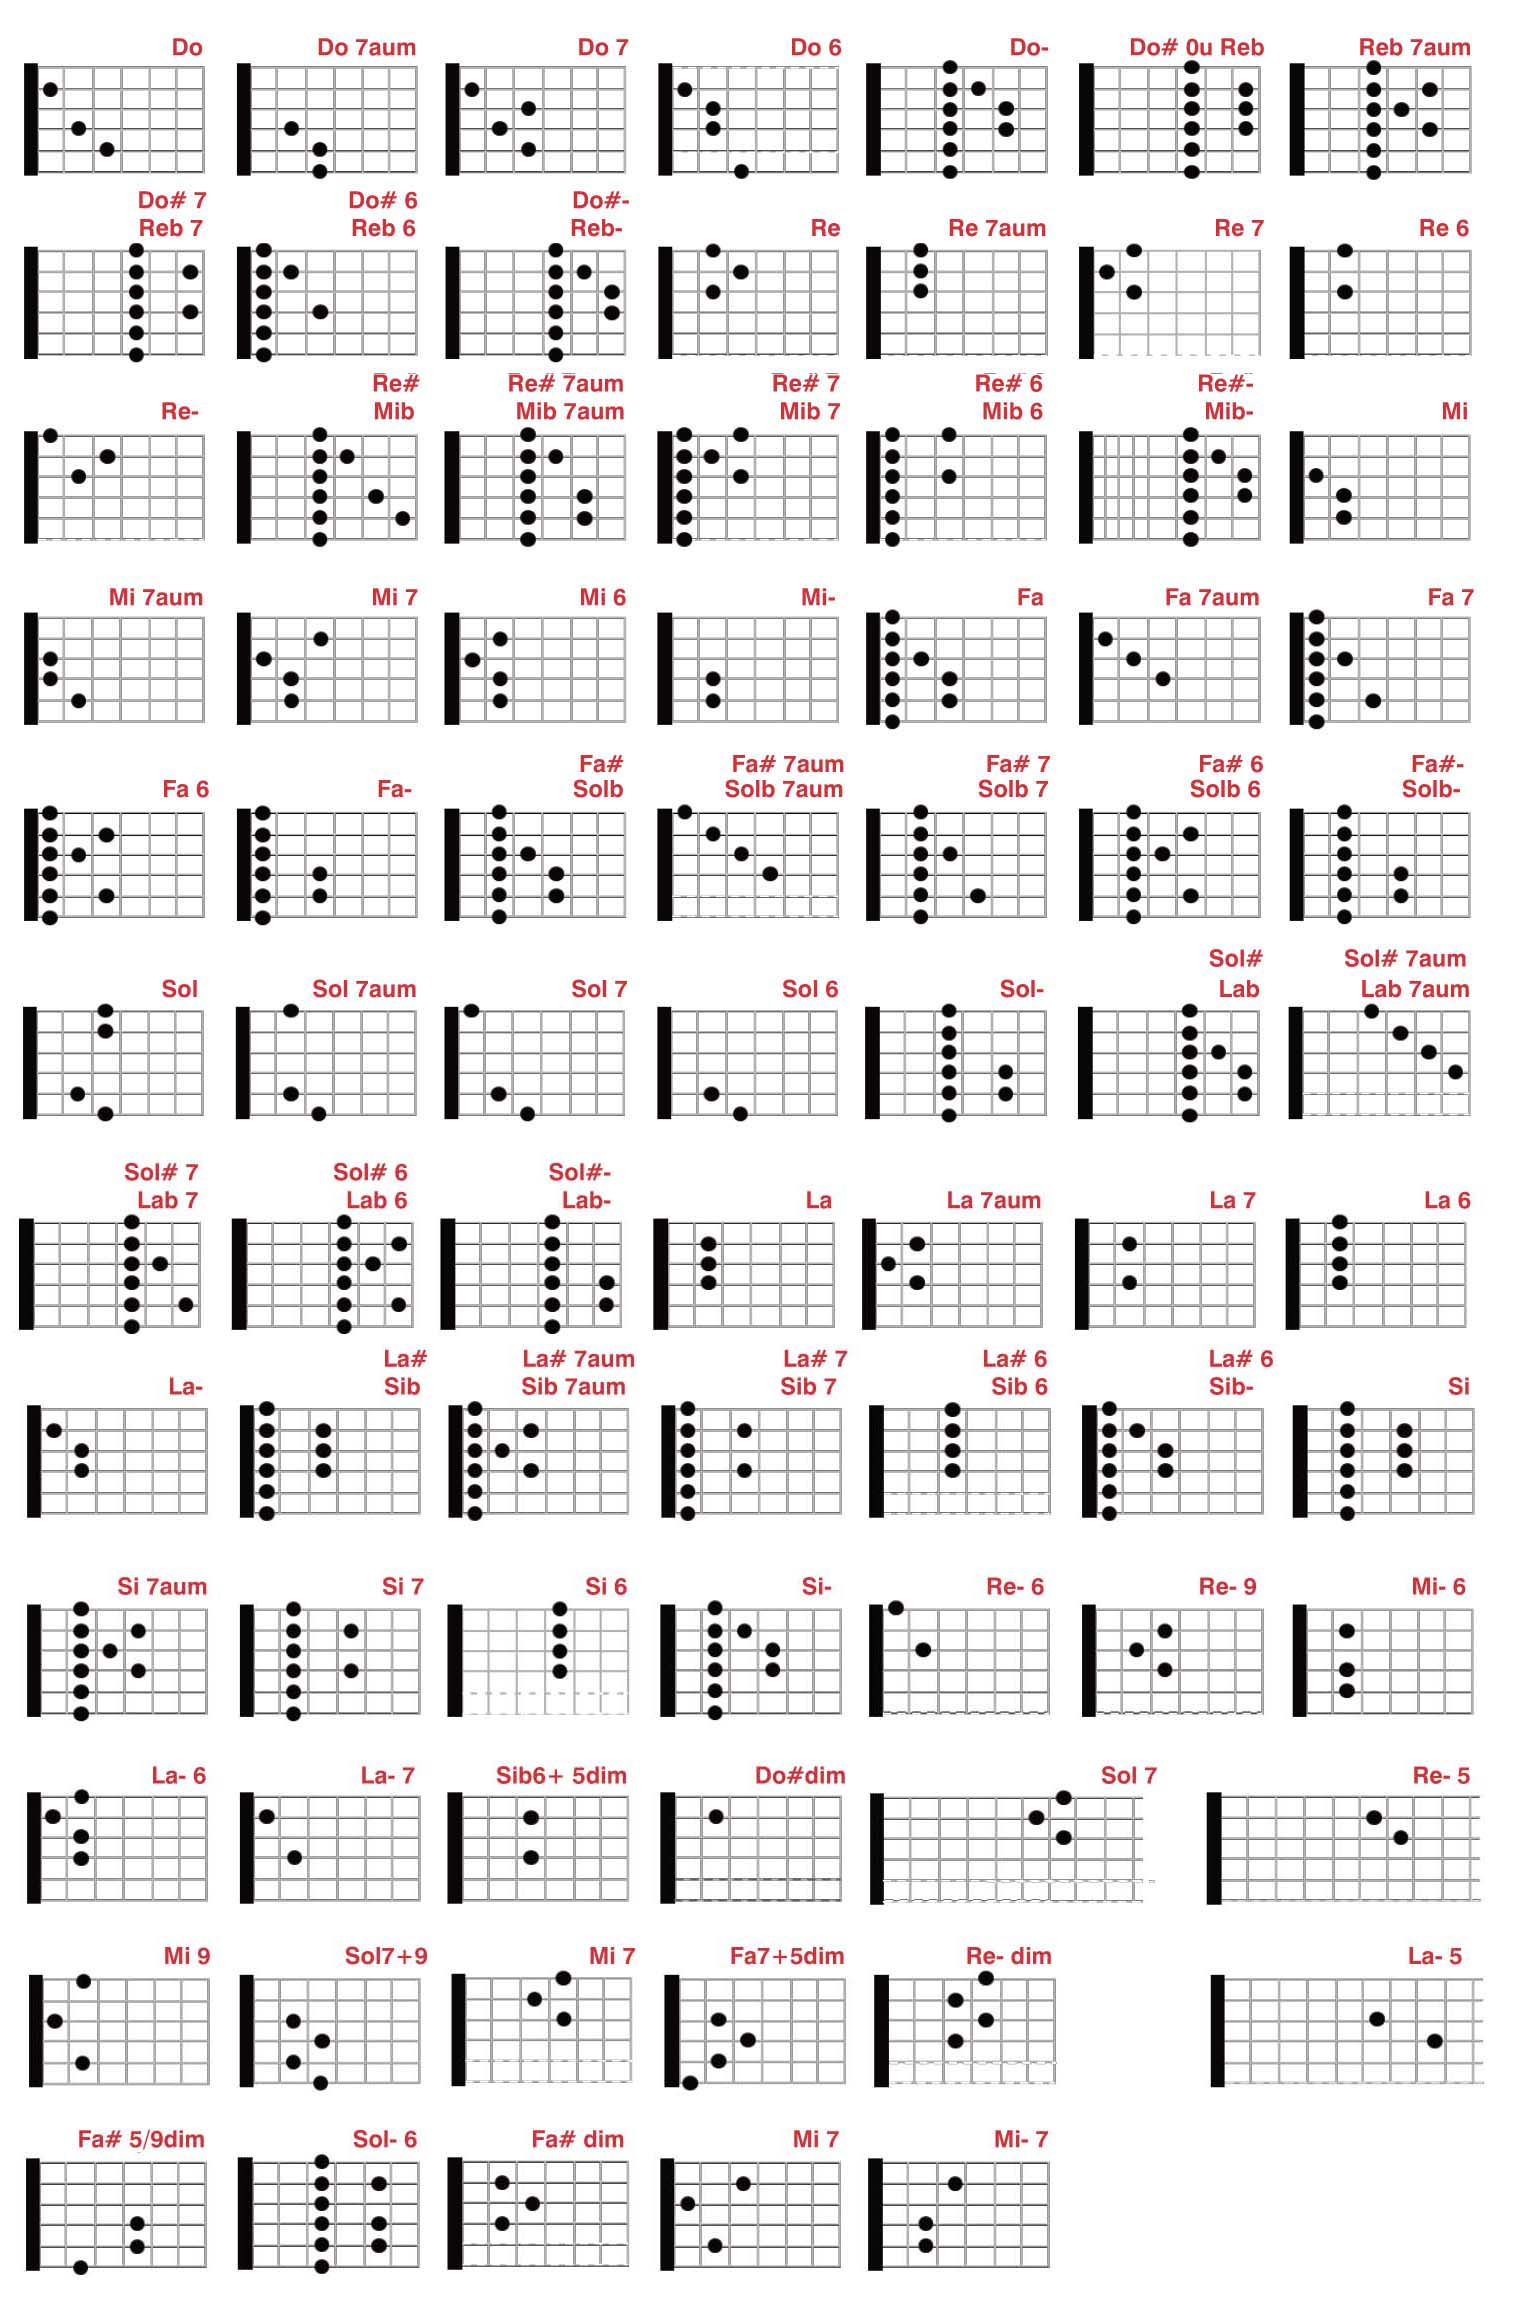 Do
Do 7aum
Do 7
Do 6
Do-
Do# 0u Reb
Reb 7aum
Do# 7
Reb 7
Do# 6
Reb 6
Do#-
Reb-
Re
Re 7aum
Re 7
Re 6
Re-
Re#
Mib
Re# 7aum
Mib 7aum
Re# 7
Mib 7
Re# 6
Mib 6
Re#-
Mib-
Mi
Mi 7aum
Mi 7
Mi 6
Mi-
Fa
Fa 7aum
Fa 7
Fa 6
Fa-
Fa#
Solb
Fa# 7aum
Solb 7aum
Fa# 7
Solb 7
Fa# 6
Solb 6
Fa#-
Solb-
Sol
Sol 7aum
Sol 7
Sol 6
Sol-
Sol#
Lab
Sol# 7aum
Lab 7aum
Sol# 7
Lab 7
Sol# 6
Lab 6
Sol#-
Lab-
La
La 7aum
La 7
La 6
La-
La#
Sib
La# 7aum
Sib 7aum
La# 7
Sib 7
La# 6
Sib 6
La# 6
Sib-
Si
Si 7aum
Si 7
Si 6
Si-
Re- 6
Re- 9
Mi- 6
La- 6
La- 7
Sib6+ 5dim
Do#dim
Sol 7
Re- 5
Mi 9
Sol7+9
Mi 7
Fa7+5dim
Re- dim
La- 5
Fa# 5/9dim
Sol- 6
Fa# dim
Mi 7
Mi- 7